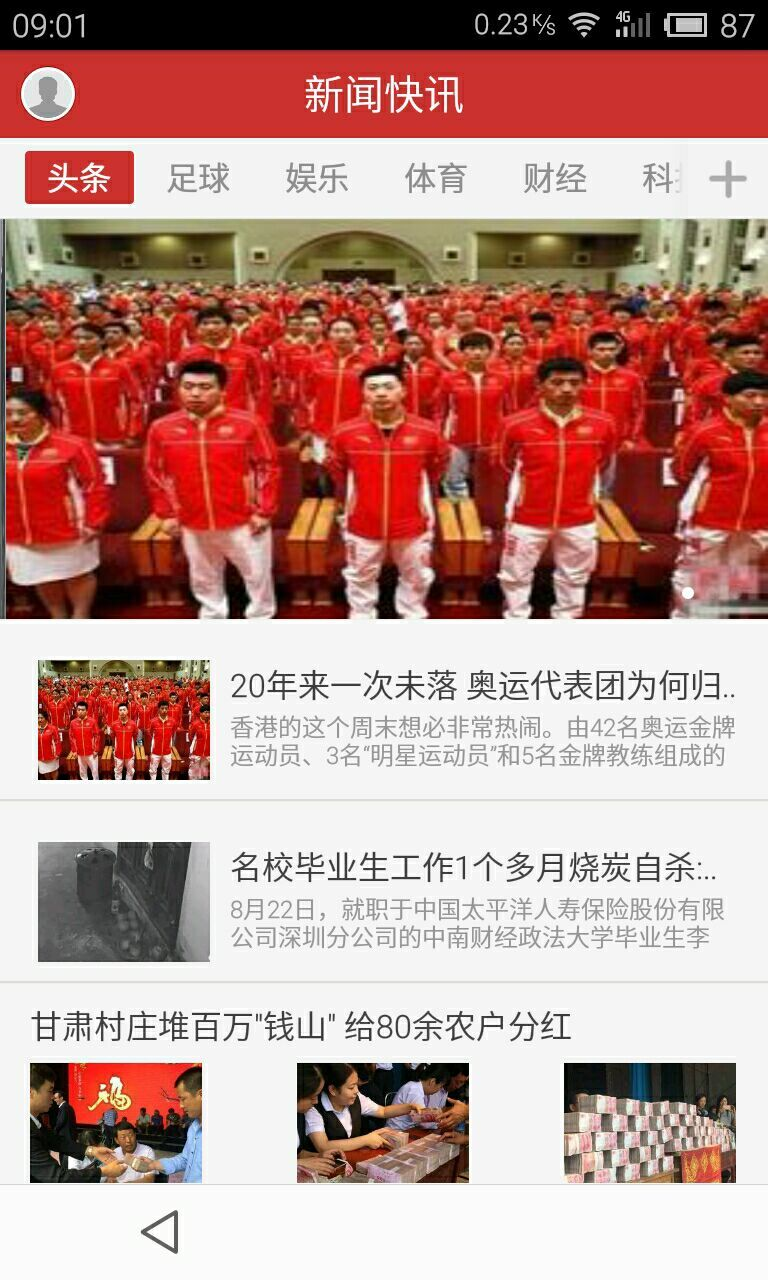 09:01 0.23K/s 4G 87
新闻快讯
头条 足球 娱乐 体育 财经 科
20年来一次未落 奥运代表团为何归..
香港的这个周末想必非常热闹。由42名奥运金牌
运动员、3名“明星运动员”和5名金牌教练组成的
名校毕业生工作1个多月烧炭自杀:..
8月22日，就职于中国太平洋人寿保险股份有限
公司深圳分公司的中南财经政法大学毕业生李
甘肃村庄堆百万"钱山" 给80余农户分红
福